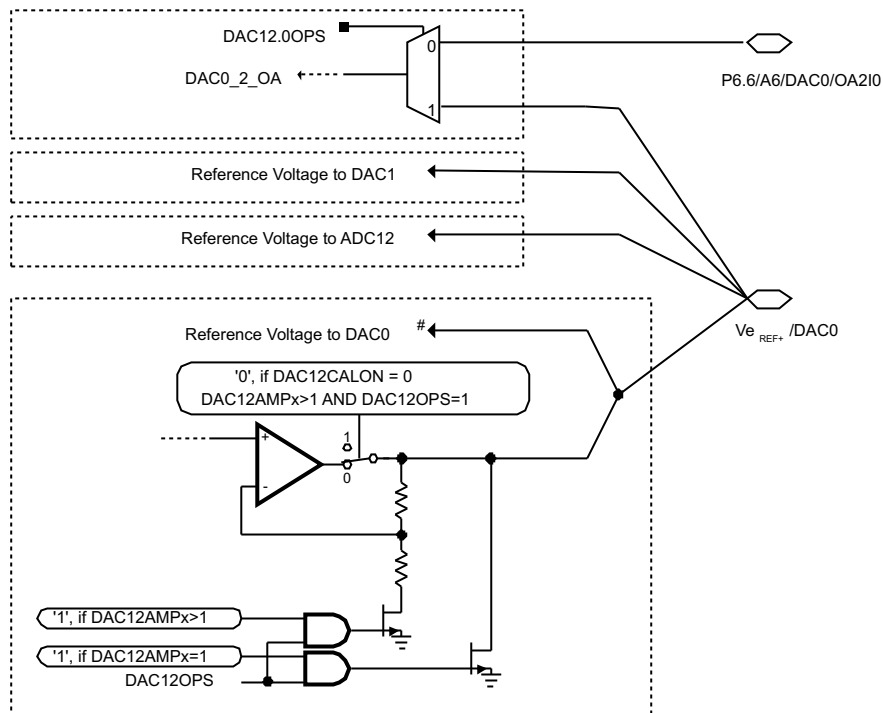 DAC12.0OPS
0
DAC0_2_OA
P6.6/A6/DAC0/OA2I0
1
Reference Voltage to DAC1
Reference Voltage to ADC12
Reference Voltage to DAC0 #
Ve REF+ /DAC0
'0', if DAC12CALON = 0
DAC12AMPx>1 AND DAC12OPS=1
+
1
0
-
'1', if DAC12AMPx>1
'1', if DAC12AMPx=1
DAC12OPS